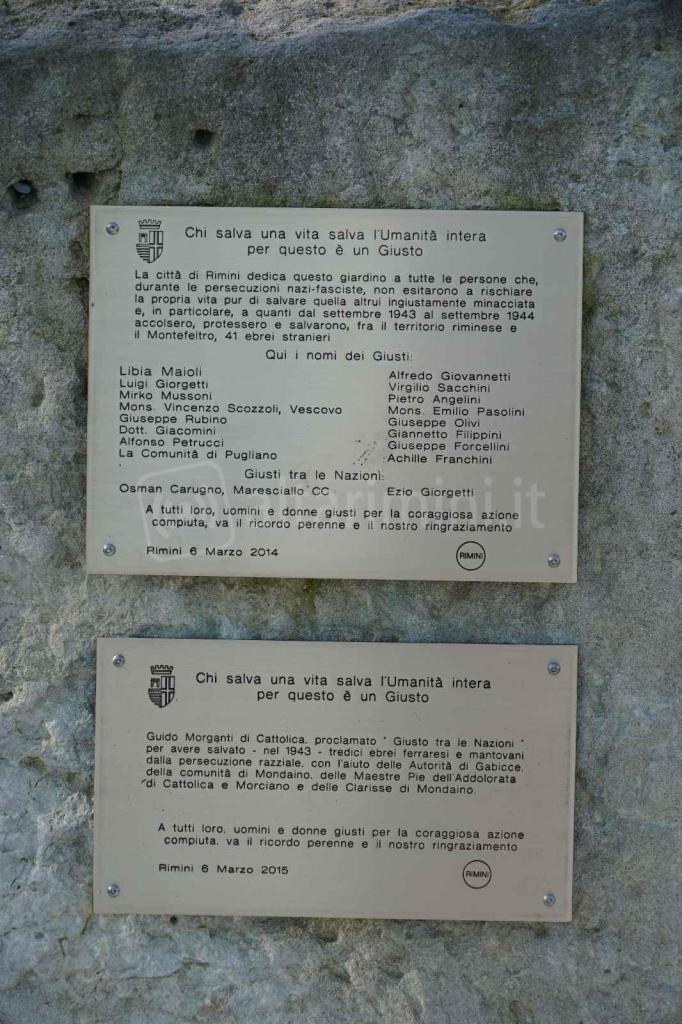 Chi salva una vita salva l'Umanità intera
per questo è un Giusto
La città di Rimini dedica questo giardino a tutte le persone che,
durante le persecuzioni nazi-fasciste, non esitarono a rischiare
la propria vita pur di salvare quella altrui ingiustamente minacciata
e, in particolare, a quanti dal settembre 1943 al settembre 1944
accolsero, protessero e salvarono, fra il territorio riminese e
il Montefeltro, 41 ebrei stranieri
Qui i nomi dei Giusti:
Libia Maioli
Luigi Giorgetti
Mirko Mussoni
Mons. Vincenzo Scozzoli, Vescovo
Giuseppe Rubino
Dott. Giacomini
Alfonso Petrucci
La Comunità di Pugliano
Alfredo Giovannetti
Virgilio Sacchini
Pietro Angelini
Mons. Emilio Pasolini
Giuseppe Olivi
Giannetto Filippini
Giuseppe Forcellini
Achille Franchini
Giusti tra le Nazioni:
Osman Carugno, Maresciallo CC
Ezio Giorgetti
A tutti loro, uomini e donne giusti per la coraggiosa azione
compiuta, va il ricordo perenne e il nostro ringraziamento
Rimini 6 Marzo 2014
RIMINI
Chi salva una vita salva l'Umanità intera
per questo è un Giusto
Guido Morganti di Cattolica, proclamato "Giusto tra le Nazioni"
per avere salvato - nel 1943 - tredici ebrei ferraresi e mantovani
dalla persecuzione razziale, con l'aiuto delle Autorità di Gabicce,
della comunità di Mondaino, delle Maestre Pie dell'Addolorata
di Cattolica e Morciano e delle Clarisse di Mondaino.
A tutti loro, uomini e donne giusti per la coraggiosa azione
compiuta, va il ricordo perenne e il nostro ringraziamento
Rimini 6 Marzo 2015
RIMINI